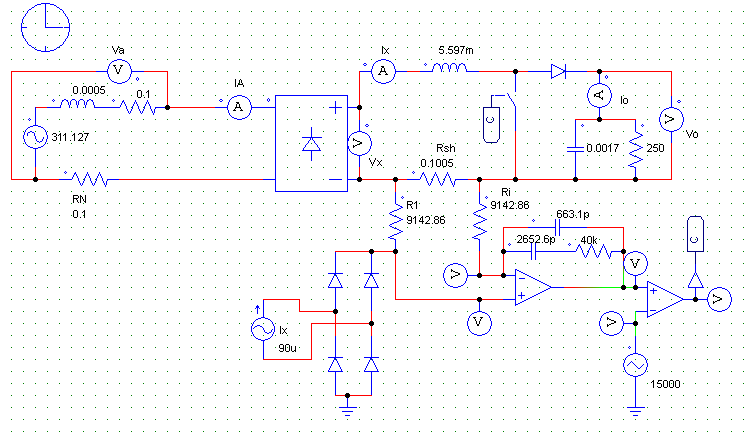 Va
Ix
5.597m
0.0005
0.1
IA
V
A
A
Io
A
311.127
C
V
Vx
V
Vo
0.0017
250
Rsh
0.1005
RN
0.1
R1
9142.86
Ri
9142.86
663.1p
2652.6p
40k
C
V
V
V
V
V
Ix
90u
15000